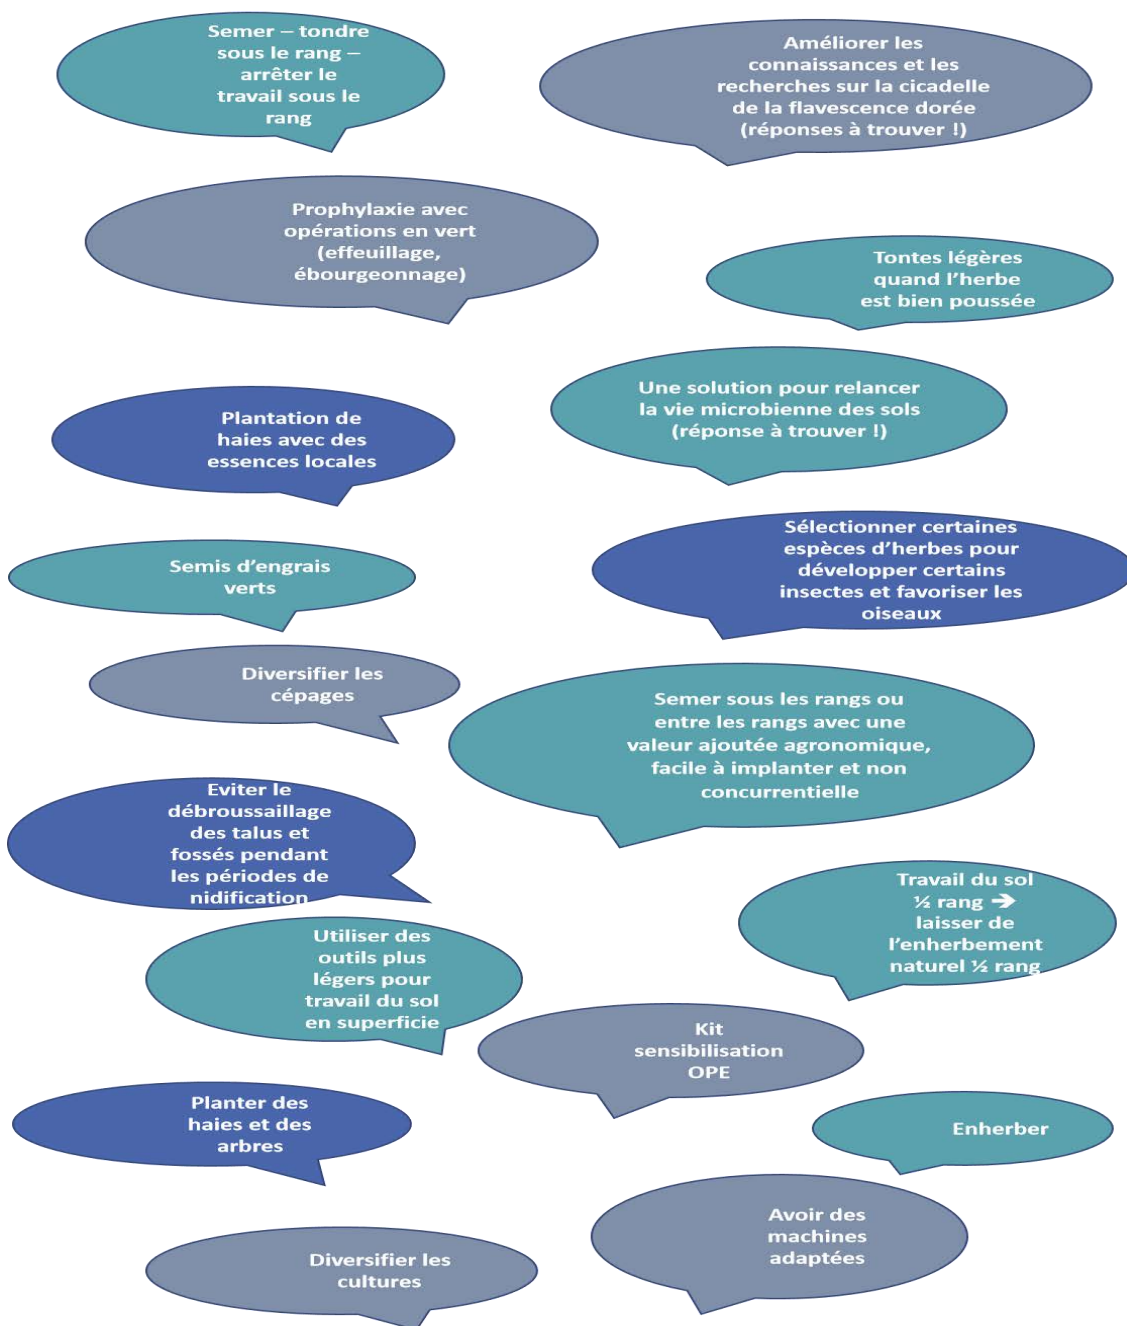 Semer – tondre
sous le rang –
arrêter le
travail sous le
rang
Améliorer les
connaissances et les
recherches sur la cicadelle
de la flavescence dorée
(réponses à trouver !)
Prophylaxie avec
opérations en vert
(effeuillage,
ébourgeonnage)
Tontes légères
quand l’herbe
est bien poussée
Une solution pour relancer
la vie microbienne des sols
(réponse à trouver !)
Plantation de
haies avec des
essences locales
Sélectionner certaines
espèces d’herbes pour
développer certains
insectes et favoriser les
oiseaux
Semis d’engrais
verts
Diversifier les
cépages
Semer sous les rangs ou
entre les rangs avec une
valeur ajoutée agronomique,
facile à implanter et non
concurrentielle
Eviter le
débroussaillage
des talus et
fossés pendant
les périodes de
nidification
Travail du sol
½ rang ➔
laisser de
l’enherbement
naturel ½ rang
Utiliser des
outils plus
légers pour
travail du sol
en superficie
Kit
sensibilisation
OPE
Planter des
haies et des
arbres
Enherber
Avoir des
machines
adaptées
Diversifier les
cultures